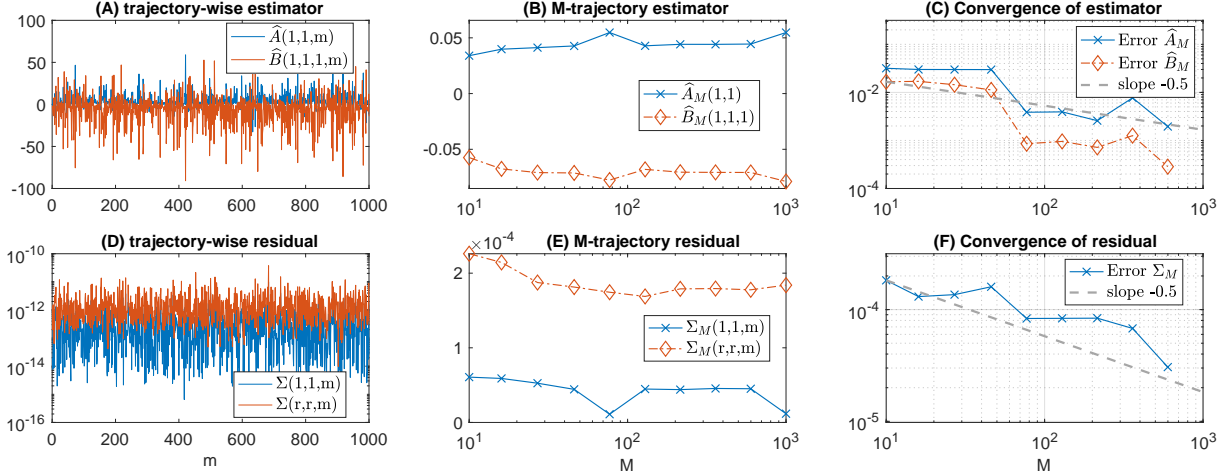 (A) trajectory-wise estimator
100
50
0
-50
-100
0 200 400 600 800 1000
Â(1,1,m)
B̂(1,1,1,m)
(B) M-trajectory estimator
0.05
0
-0.05
10^1 10^2 10^3
Â_M(1,1)
B̂_M(1,1,1)
(C) Convergence of estimator
10^-2
10^-4
10^1 10^2 10^3
Error Â_M
Error B̂_M
slope -0.5
(D) trajectory-wise residual
10^-10
10^-12
10^-14
10^-16
0 200 400 600 800 1000
m
Σ(1,1,m)
Σ(r,r,m)
(E) M-trajectory residual
×10^-4
2
1
0
10^1 10^2 10^3
M
Σ_M(1,1,m)
Σ_M(r,r,m)
(F) Convergence of residual
10^-4
10^-5
10^1 10^2 10^3
M
Error Σ_M
slope -0.5